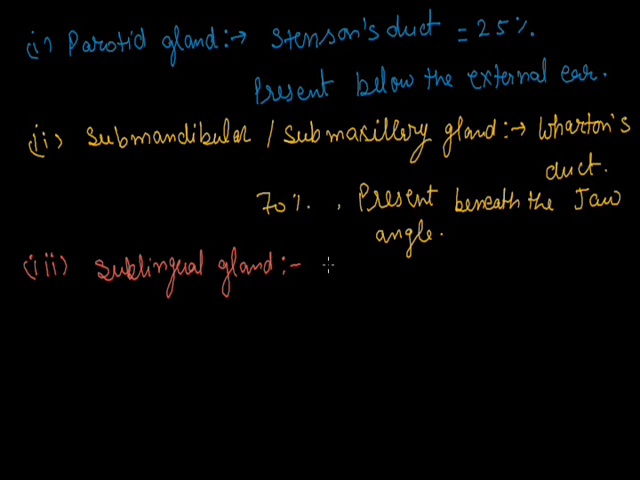 (i) Parotid gland :→ Stenson's duct = 25%.
Present below the external ear.
(ii) Submandibular / Submaxillary gland :→ Wharton's
duct.
70%. , Present beneath the Jaw
angle.
(iii) Sublingual gland :-